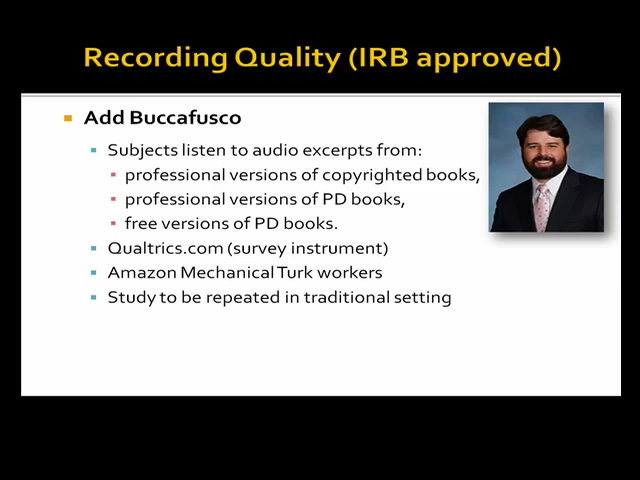 Recording Quality (IRB approved)
Add Buccafusco
Subjects listen to audio excerpts from:
professional versions of copyrighted books,
professional versions of PD books,
free versions of PD books.
Qualtrics.com (survey instrument)
Amazon Mechanical Turk workers
Study to be repeated in traditional setting